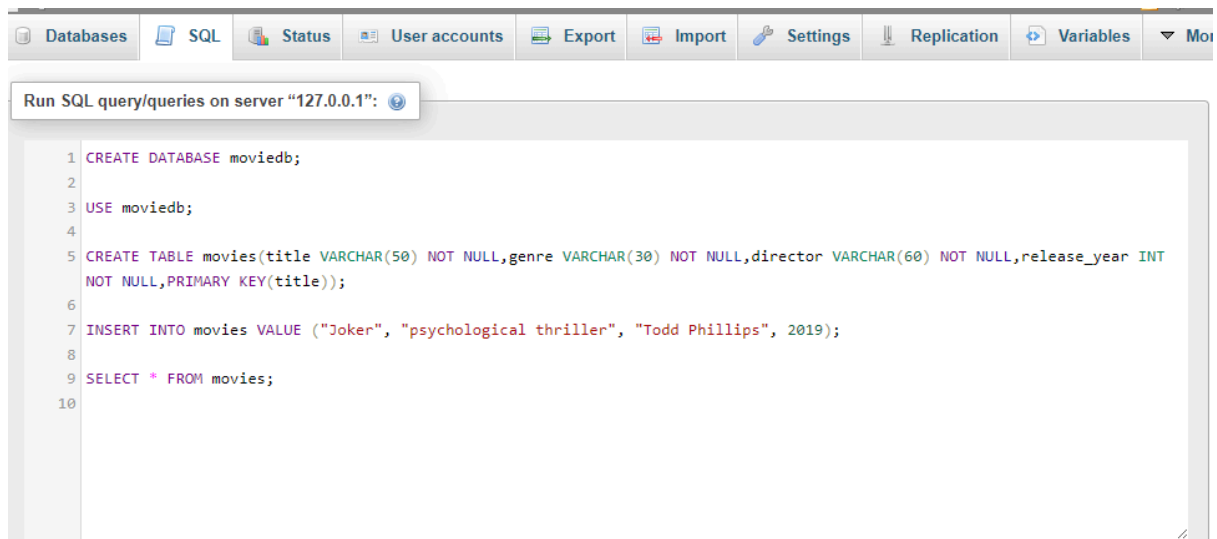 Databases SQL Status User accounts Export Import Settings Replication Variables Mor
Run SQL query/queries on server “127.0.0.1”:
1 CREATE DATABASE moviedb;
2
3 USE moviedb;
4
5 CREATE TABLE movies(title VARCHAR(50) NOT NULL,genre VARCHAR(30) NOT NULL,director VARCHAR(60) NOT NULL,release_year INT
NOT NULL,PRIMARY KEY(title));
6
7 INSERT INTO movies VALUE ("Joker", "psychological thriller", "Todd Phillips", 2019);
8
9 SELECT * FROM movies;
10